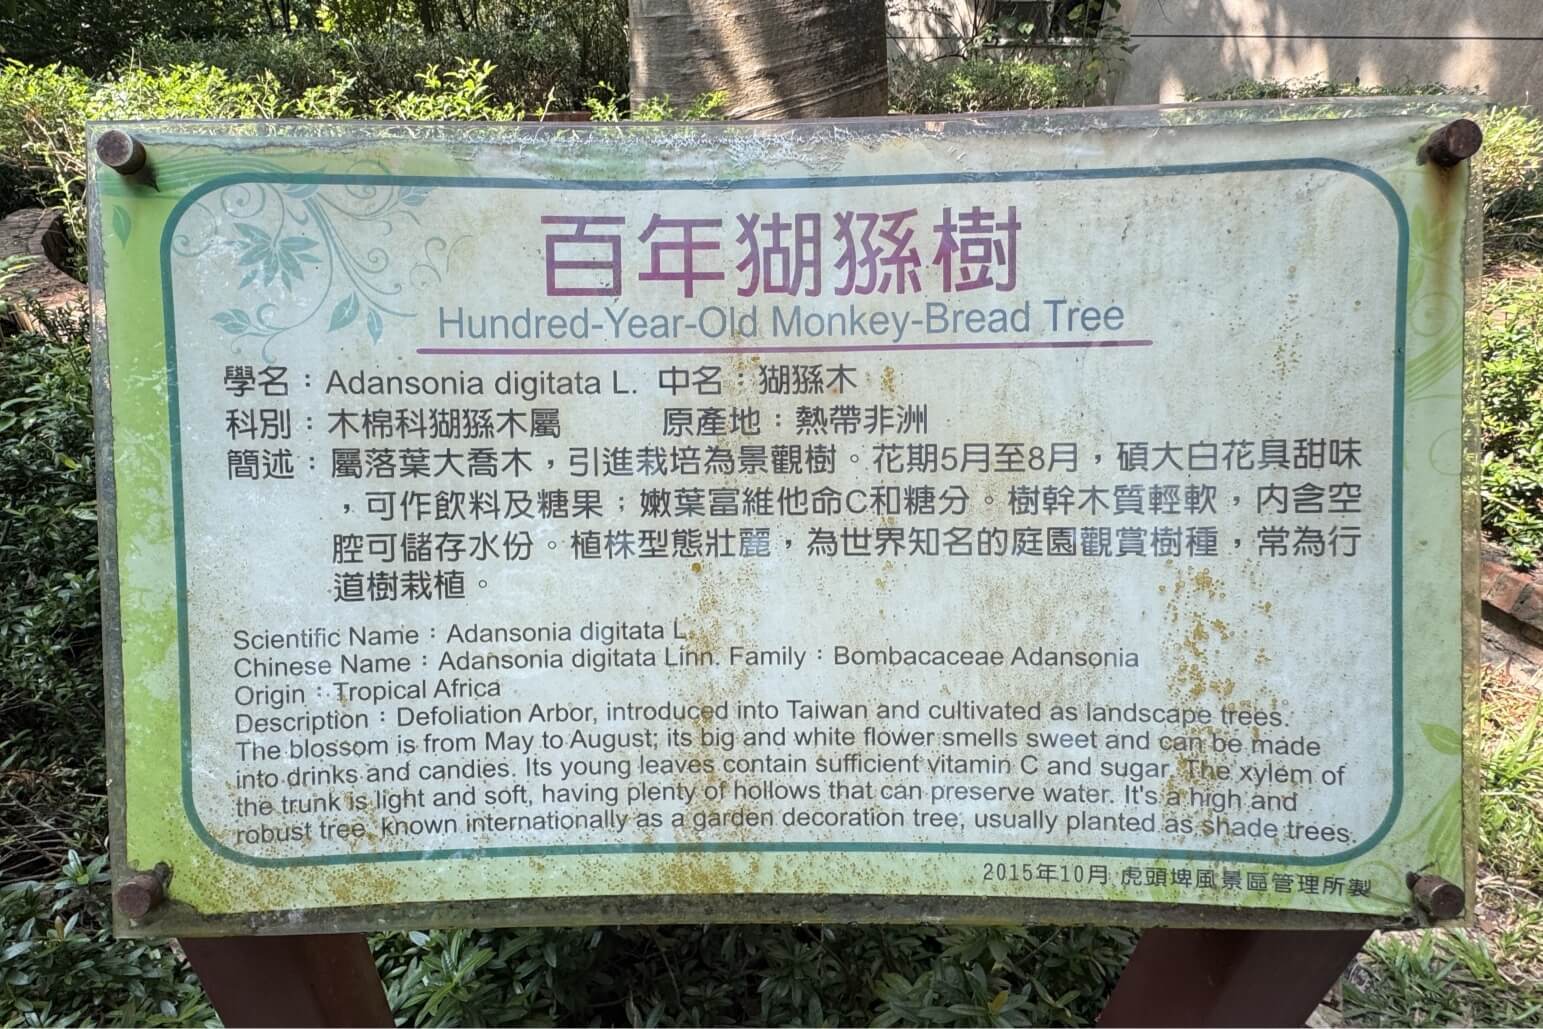 百年猢猻樹
Hundred-Year-Old Monkey-Bread Tree
學名：Adansonia digitata L. 中名：猢猻木
科別：木棉科猢猻木屬 原產地：熱帶非洲
簡述：屬落葉大喬木，引進栽培為景觀樹。花期5月至8月，碩大白花具甜味
，可作飲料及糖果；嫩葉富維他命C和糖分。樹幹木質輕軟，內含空
腔可儲存水份。植株型態壯麗，為世界知名的庭園觀賞樹種，常為行
道樹栽植。
Scientific Name：Adansonia digitata L.
Chinese Name：Adansonia digitata Linn. Family：Bombacaceae Adansonia
Origin：Tropical Africa
Description：Defoliation Arbor, introduced into Taiwan and cultivated as landscape trees.
The blossom is from May to August; its big and white flower smells sweet and can be made
into drinks and candies. Its young leaves contain sufficient vitamin C and sugar. The xylem of
the trunk is light and soft, having plenty of hollows that can preserve water. It's a high and
robust tree, known internationally as a garden decoration tree, usually planted as shade trees.
2015年10月 虎頭埤風景區管理所製